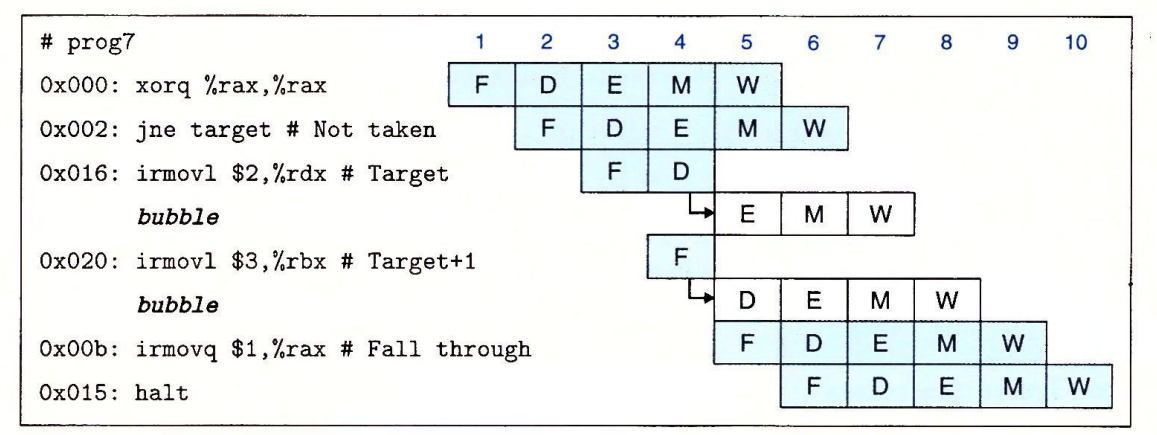 # prog7 1 2 3 4 5 6 7 8 9 10
0x000: xorq %rax,%rax F D E M W
0x002: jne target # Not taken F D E M W
0x016: irmovl $2,%rdx # Target F D
bubble E M W
0x020: irmovl $3,%rbx # Target+1 F
bubble D E M W
0x00b: irmovq $1,%rax # Fall through F D E M W
0x015: halt F D E M W